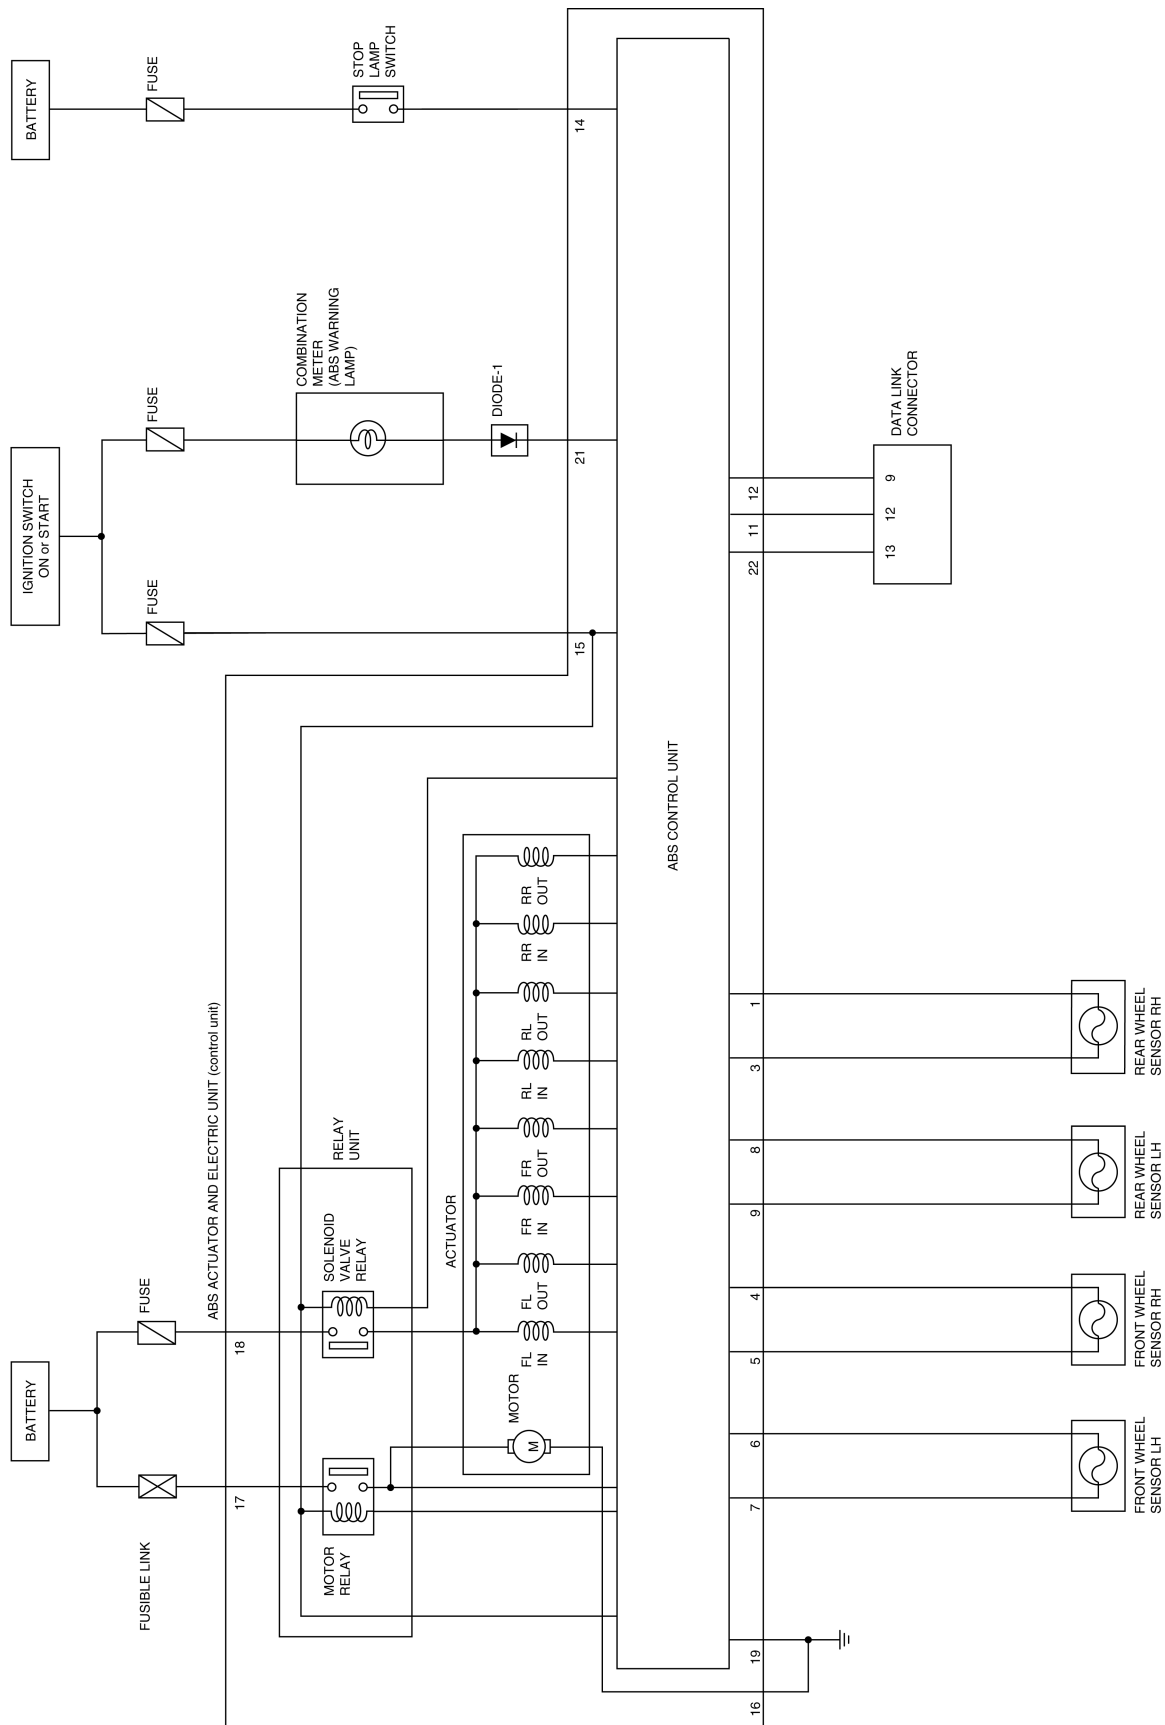 BATTERY
FUSE
STOP
LAMP
SWITCH
14
IGNITION SWITCH
ON or START
FUSE
COMBINATION
METER
(ABS WARNING
LAMP)
DIODE-1
21
FUSE
15
DATA LINK
CONNECTOR
12
9
11
12
22
13
ABS CONTROL UNIT
ABS ACTUATOR AND ELECTRIC UNIT (control unit)
BATTERY
FUSE
18
FUSIBLE LINK
17
RELAY
UNIT
SOLENOID
VALVE
RELAY
MOTOR
RELAY
ACTUATOR
MOTOR
M
FL
IN
FL
OUT
FR
IN
FR
OUT
RL
IN
RL
OUT
RR
IN
RR
OUT
1
3
REAR WHEEL
SENSOR RH
8
9
REAR WHEEL
SENSOR LH
4
5
FRONT WHEEL
SENSOR RH
6
7
FRONT WHEEL
SENSOR LH
19
16